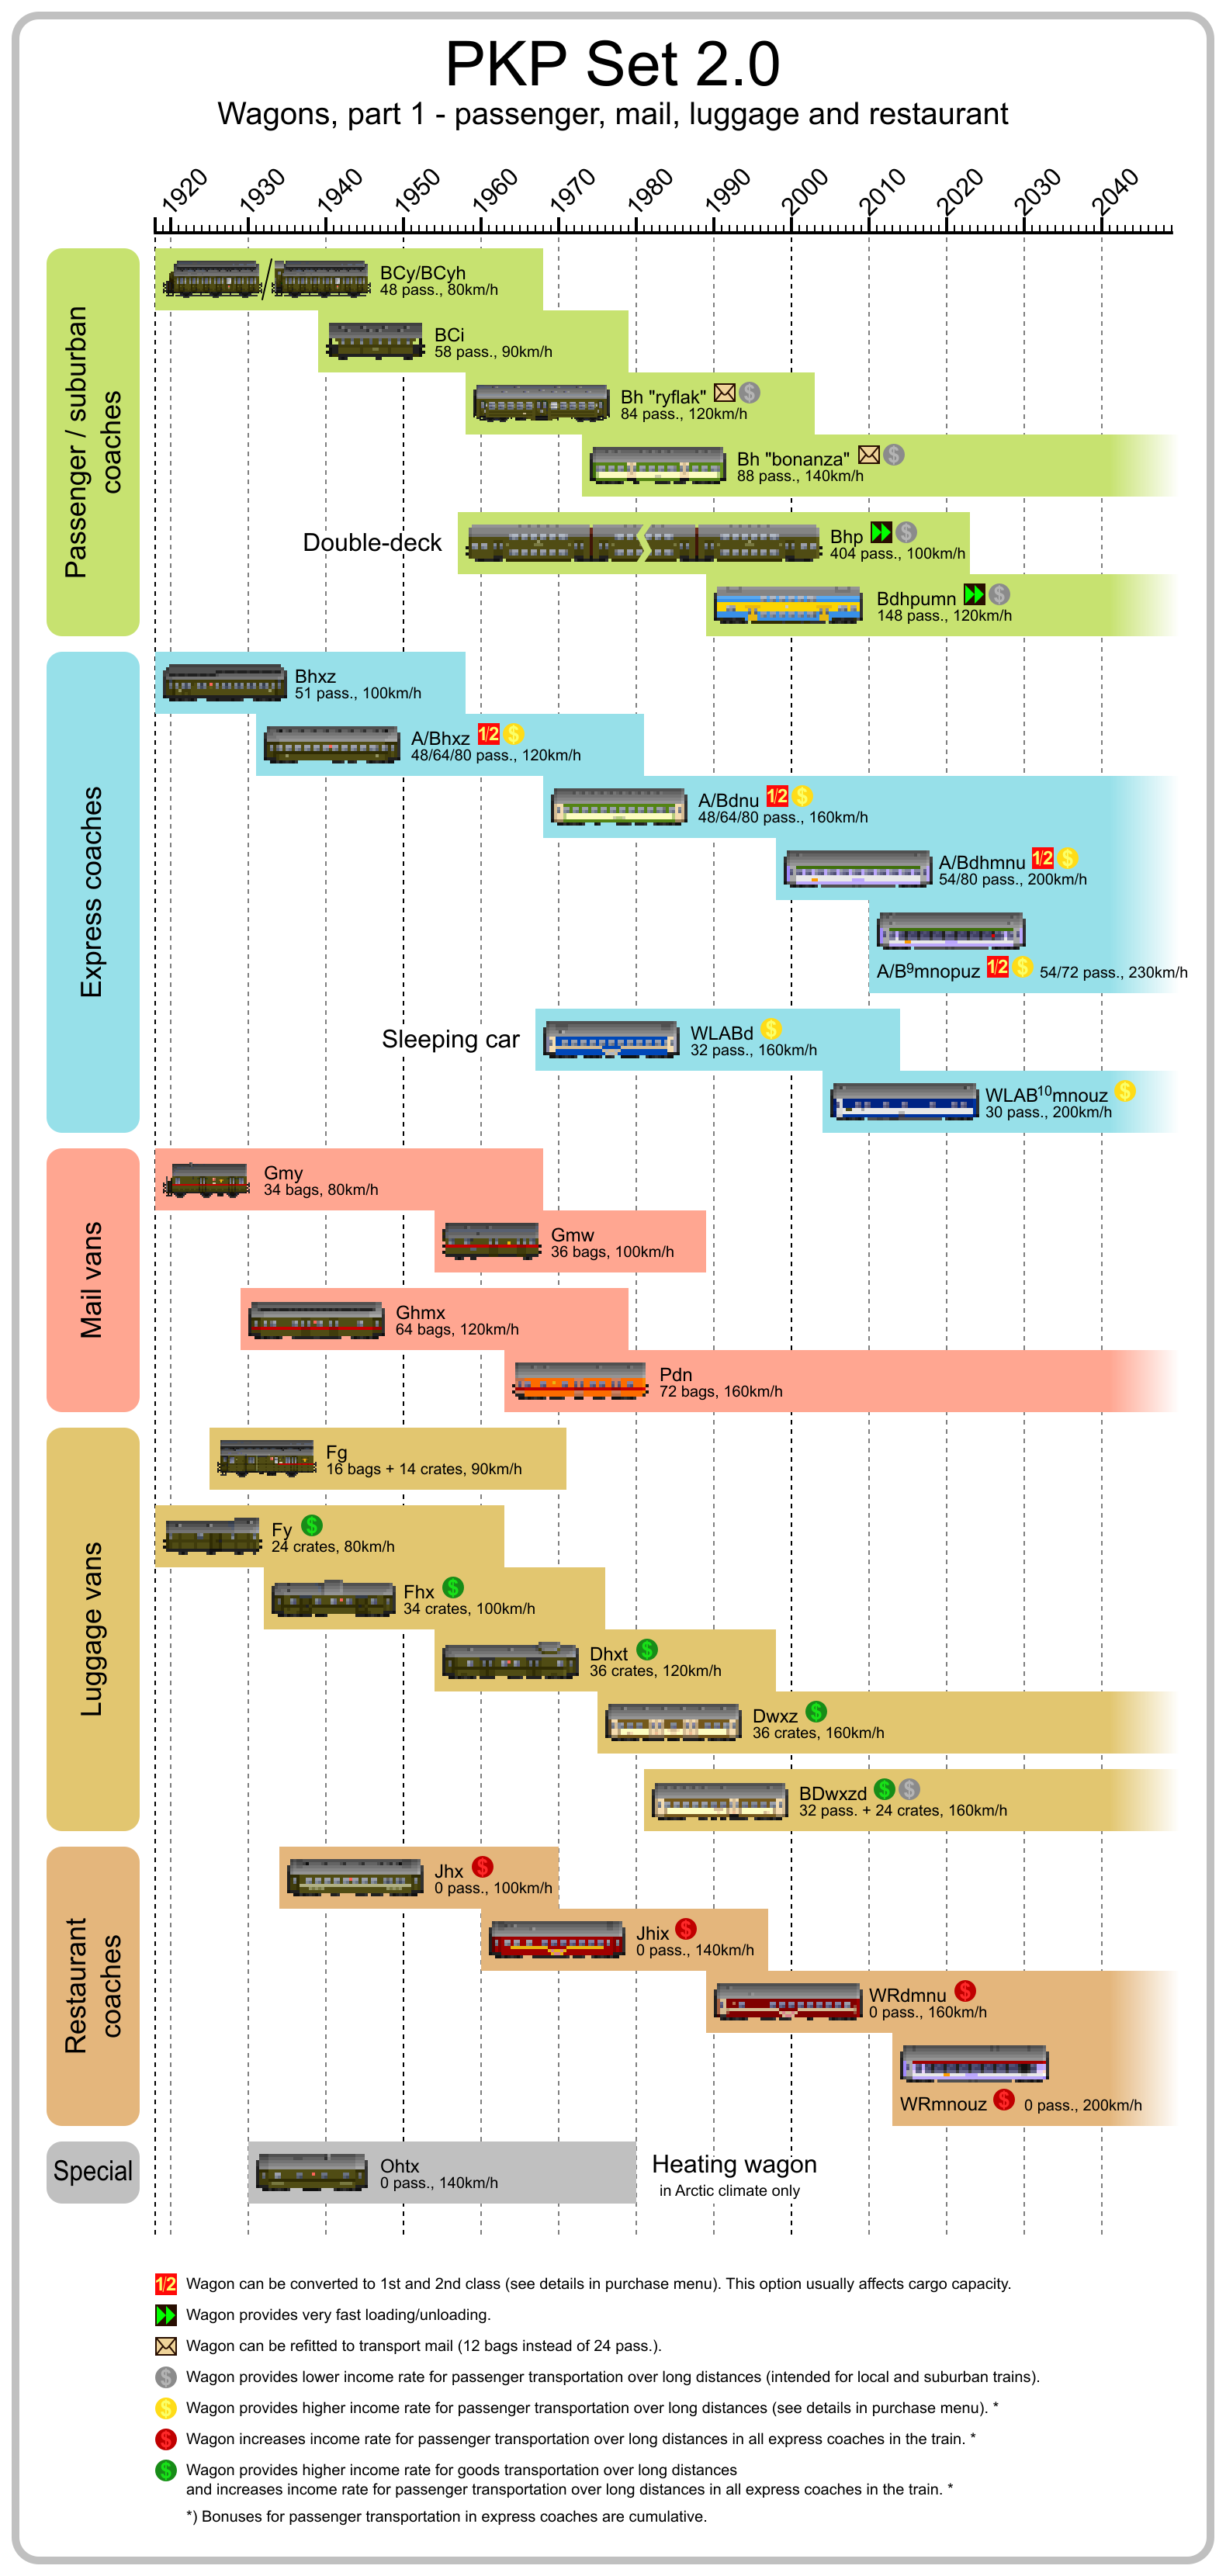 PKP Set 2.0
Wagons, part 1 - passenger, mail, luggage and restaurant
1920 1930 1940 1950 1960 1970 1980 1990 2000 2010 2020 2030 2040
Passenger / suburban
coaches
BCy/BCyh
48 pass., 80km/h
BCi
58 pass., 90km/h
Bh "ryflak" $
84 pass., 120km/h
Bh "bonanza" $
88 pass., 140km/h
Double-deck
Bhp $
404 pass., 100km/h
Bdhpumn $
148 pass., 120km/h
Express coaches
Bhxz
51 pass., 100km/h
A/Bhxz 1/2 $
48/64/80 pass., 120km/h
A/Bdnu 1/2 $
48/64/80 pass., 160km/h
A/Bdhmnu 1/2 $
54/80 pass., 200km/h
A/B⁹mnopuz 1/2 $ 54/72 pass., 230km/h
Sleeping car
WLABd $
32 pass., 160km/h
WLAB¹⁰mnouz $
30 pass., 200km/h
Mail vans
Gmy
34 bags, 80km/h
Gmw
36 bags, 100km/h
Ghmx
64 bags, 120km/h
Pdn
72 bags, 160km/h
Luggage vans
Fg
16 bags + 14 crates, 90km/h
Fy $
24 crates, 80km/h
Fhx $
34 crates, 100km/h
Dhxt $
36 crates, 120km/h
Dwxz $
36 crates, 160km/h
BDwxzd $ $
32 pass. + 24 crates, 160km/h
Restaurant
coaches
Jhx $
0 pass., 100km/h
Jhix $
0 pass., 140km/h
WRdmnu $
0 pass., 160km/h
WRmnouz $ 0 pass., 200km/h
Special
Ohtx
0 pass., 140km/h
Heating wagon
in Arctic climate only
1/2 Wagon can be converted to 1st and 2nd class (see details in purchase menu). This option usually affects cargo capacity.
Wagon provides very fast loading/unloading.
Wagon can be refitted to transport mail (12 bags instead of 24 pass.).
$ Wagon provides lower income rate for passenger transportation over long distances (intended for local and suburban trains).
$ Wagon provides higher income rate for passenger transportation over long distances (see details in purchase menu). *
$ Wagon increases income rate for passenger transportation over long distances in all express coaches in the train. *
$ Wagon provides higher income rate for goods transportation over long distances
and increases income rate for passenger transportation over long distances in all express coaches in the train. *
*) Bonuses for passenger transportation in express coaches are cumulative.